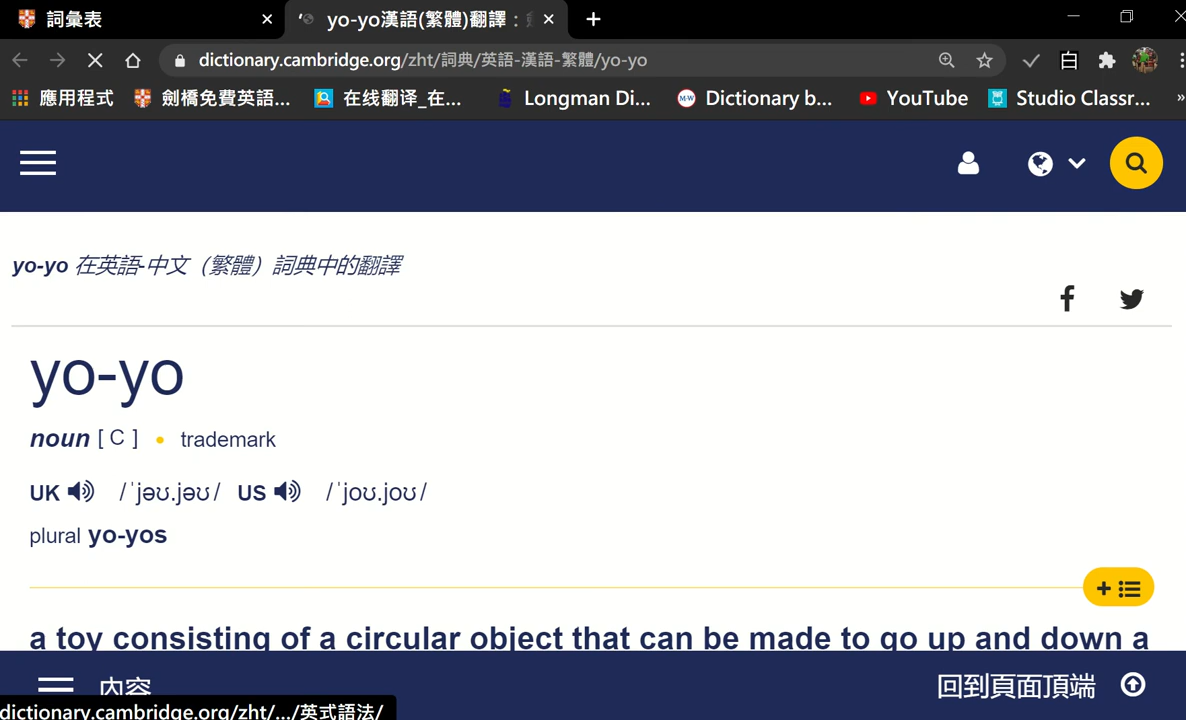 詞彙表
yo-yo漢語(繁體)翻譯：
dictionary.cambridge.org/zht/詞典/英語-漢語-繁體/yo-yo
白
應用程式 劍橋免費英語... 在线翻译_在... Longman Di... M-W Dictionary b... YouTube Studio Classr... »
yo-yo 在英語-中文（繁體）詞典中的翻譯
yo-yo
noun [ C ] • trademark
UK /ˈjəʊ.jəʊ/ US /ˈjoʊ.joʊ/
plural yo-yos
a toy consisting of a circular object that can be made to go up and down a
內容 回到頁面頂端
dictionary.cambridge.org/zht/.../英式語法/